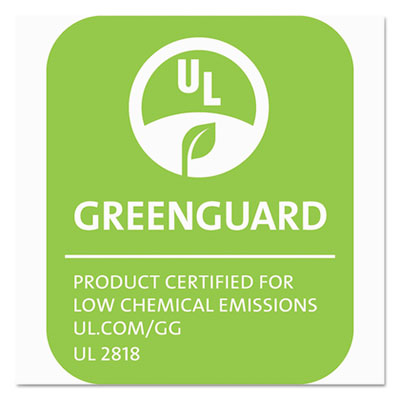 UL
GREENGUARD
PRODUCT CERTIFIED FOR
LOW CHEMICAL EMISSIONS
UL.COM/GG
UL 2818